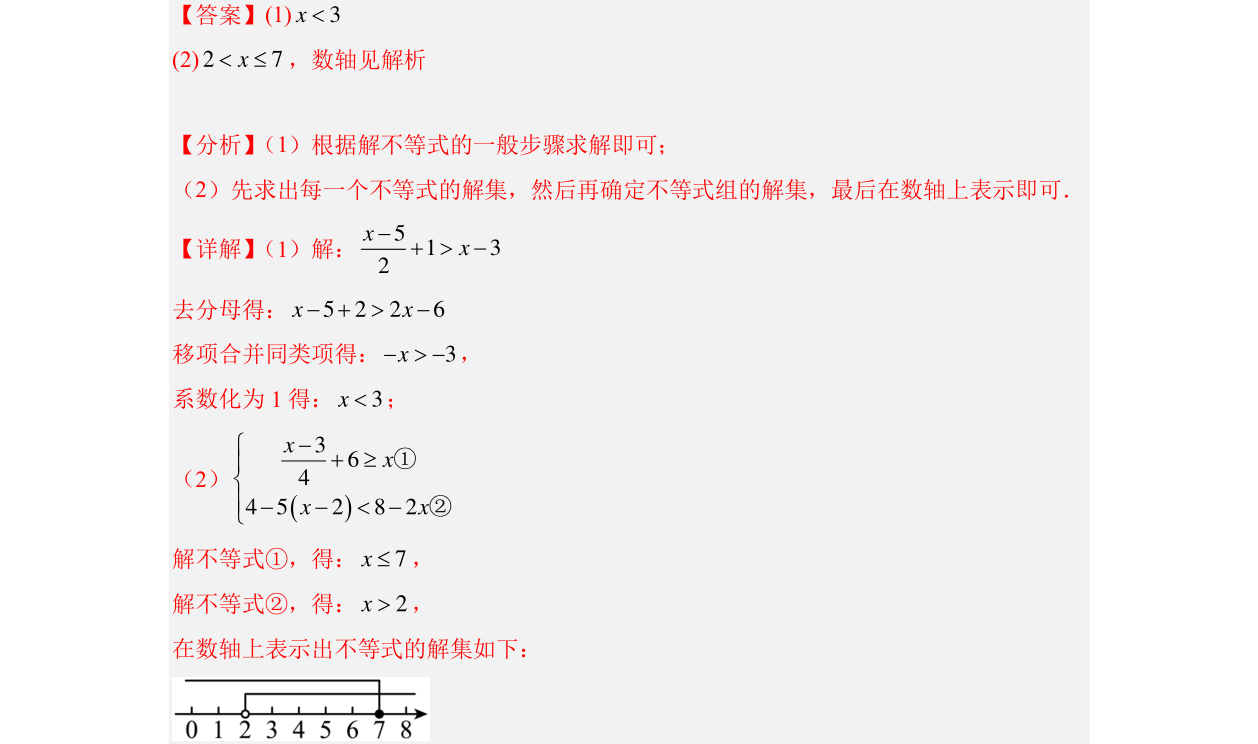 【答案】(1) x < 3
(2) 2 < x ≤ 7，数轴见解析
【分析】（1）根据解不等式的一般步骤求解即可；
（2）先求出每一个不等式的解集，然后再确定不等式组的解集，最后在数轴上表示即可．
【详解】（1）解：\frac{x-5}{2}+1 > x-3
去分母得：x-5+2 > 2x-6
移项合并同类项得：-x > -3，
系数化为 1 得：x < 3；
（2）\begin{cases} \frac{x-3}{4}+6 ≥ x① \\ 4-5(x-2) < 8-2x② \end{cases}
解不等式①，得：x ≤ 7，
解不等式②，得：x > 2，
在数轴上表示出不等式的解集如下：
0 1 2 3 4 5 6 7 8